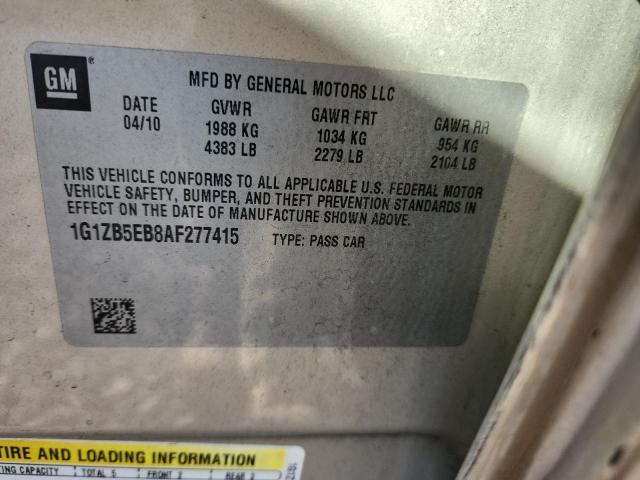 GM ®
MFD BY GENERAL MOTORS LLC
DATE GVWR GAWR FRT GAWR RR
04/10 1988 KG 1034 KG 954 KG
4383 LB 2279 LB 2104 LB
THIS VEHICLE CONFORMS TO ALL APPLICABLE U.S. FEDERAL MOTOR
VEHICLE SAFETY, BUMPER, AND THEFT PREVENTION STANDARDS IN
EFFECT ON THE DATE OF MANUFACTURE SHOWN ABOVE.
1G1ZB5EB8AF277415 TYPE: PASS CAR
TIRE AND LOADING INFORMATION
TING CAPACITY TOTAL 5 FRONT 2 REAR 3